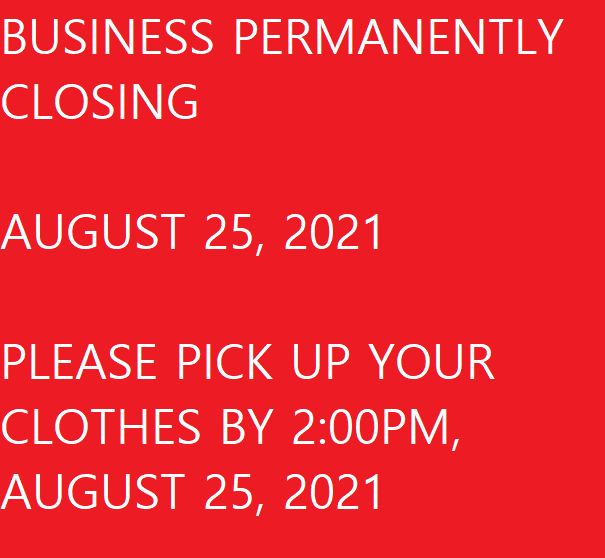 BUSINESS PERMANENTLY
CLOSING
AUGUST 25, 2021
PLEASE PICK UP YOUR
CLOTHES BY 2:00PM,
AUGUST 25, 2021